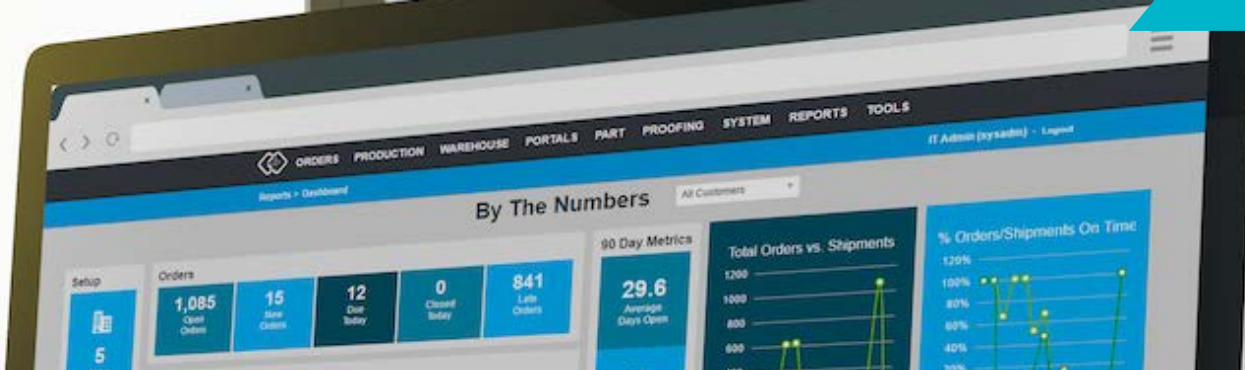 ORDERS PRODUCTION WAREHOUSE PORTALS PART PROOFING SYSTEM REPORTS TOOLS
IT Admin (sysadm) - Logout
Reports > Dashboard
By The Numbers
All Customers
Setup
5
Orders
1,085
Open
Orders
15
New
Orders
12
Due
Today
0
Closed
Today
841
Late
Orders
90 Day Metrics
29.6
Average
Days Open
Total Orders vs. Shipments
1200
1000
800
600
% Orders/Shipments On Time
120%
100%
80%
60%
40%